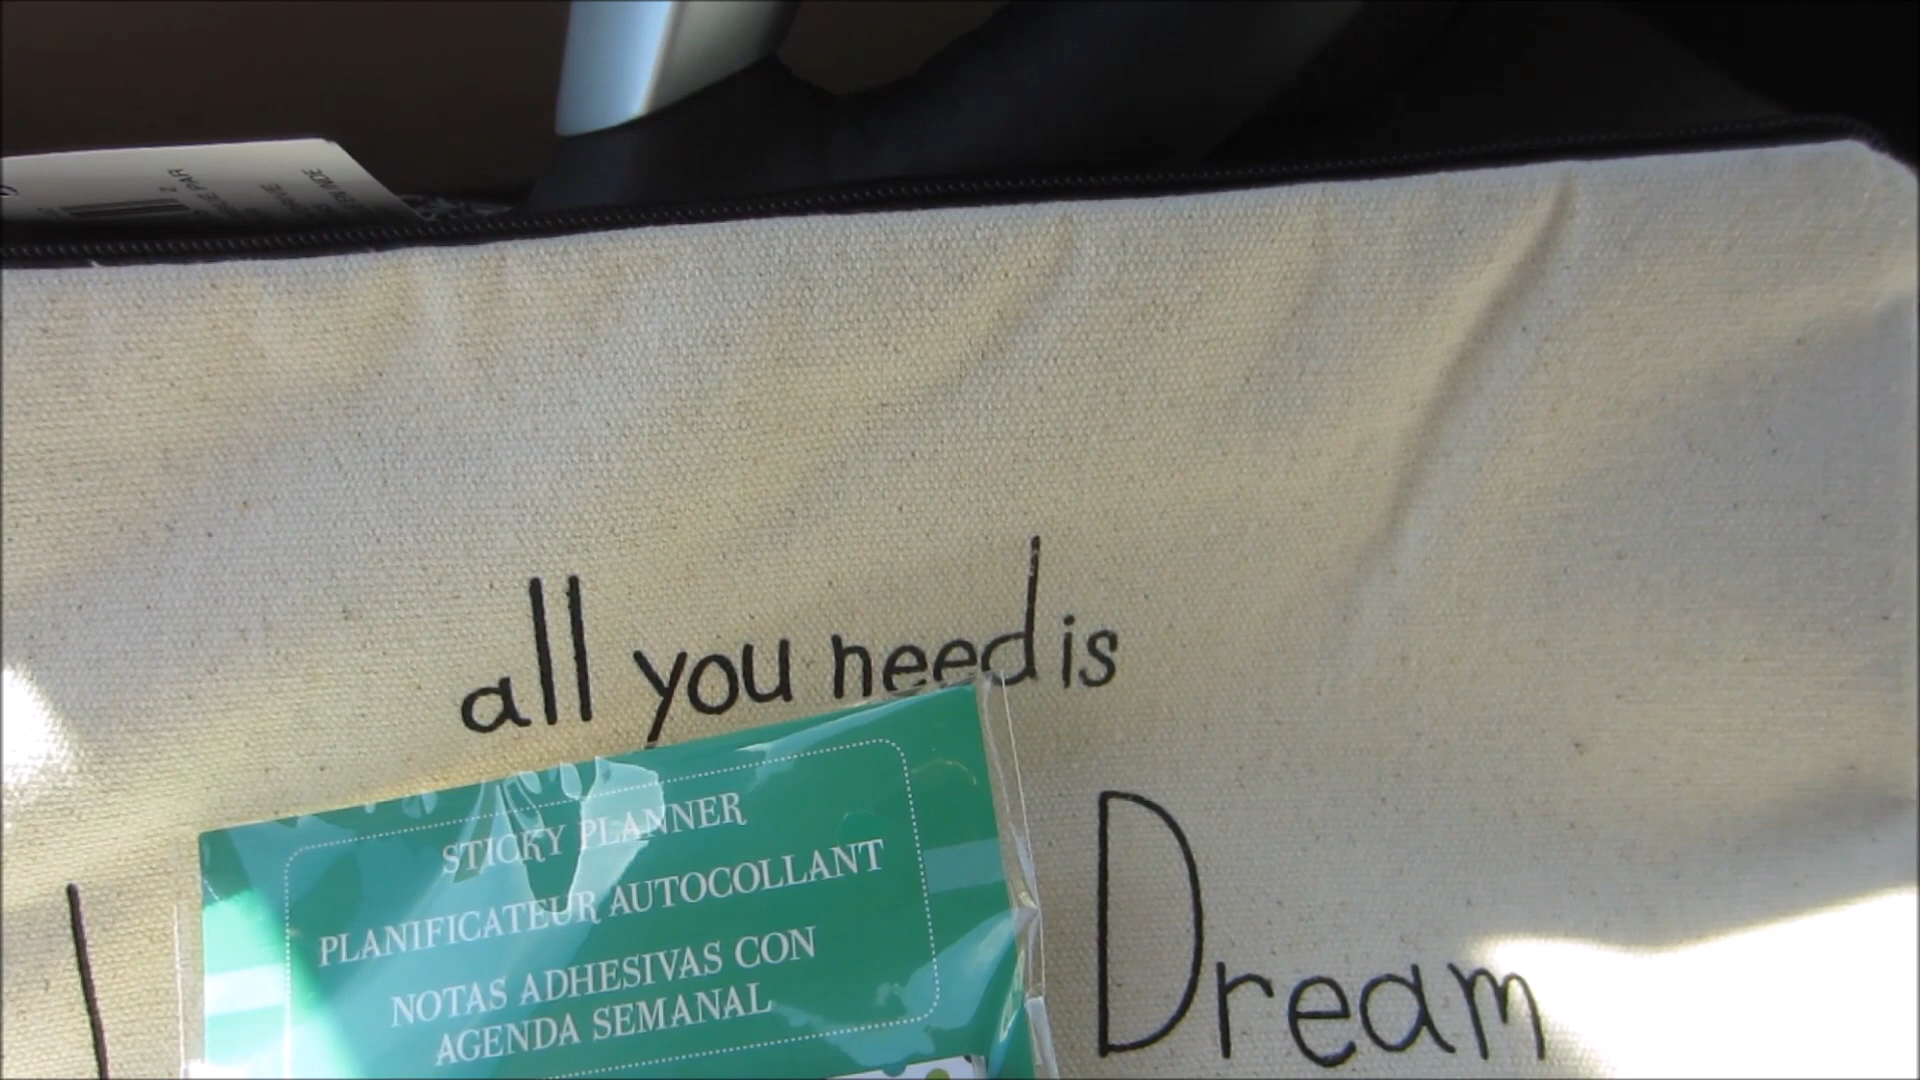 all you need is
Dream
STICKY PLANNER
PLANIFICATEUR AUTOCOLLANT
NOTAS ADHESIVAS CON
AGENDA SEMANAL